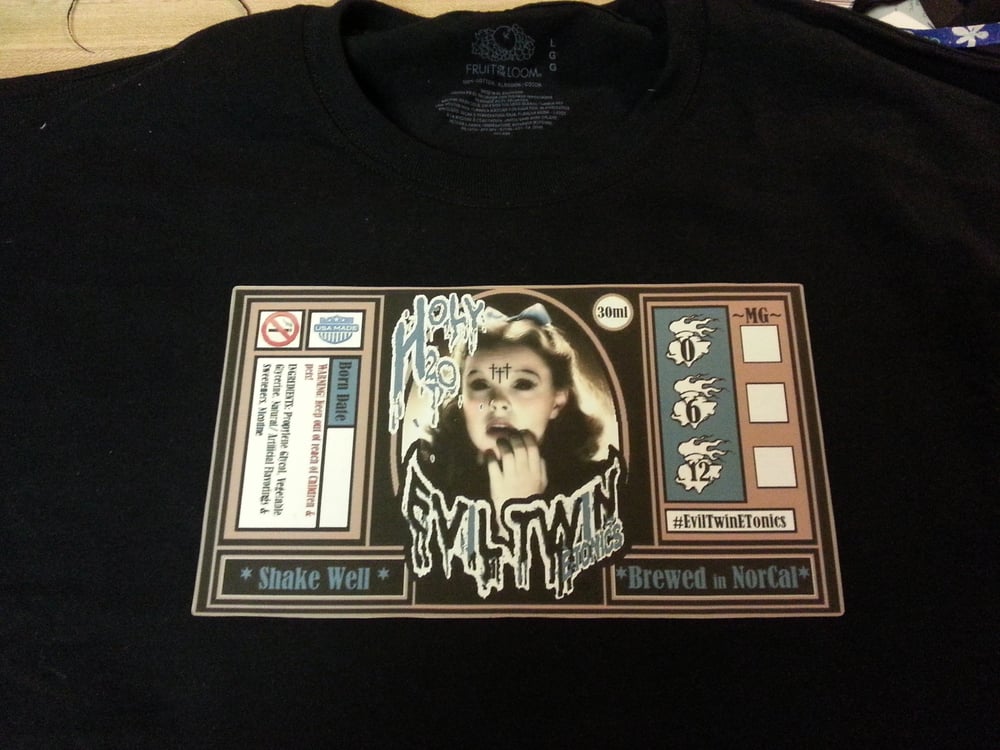 FRUIT OF THE LOOM®
L
G
G
HOLY
H2O
30ml
USA MADE
Born Date
WARNING! Keep out of reach of Children & pets!
INGREDIENTS: Propylene Glycol, Vegetable
Glycerine, Natural/ Artificial Flavorings &
Sweeteners, Nicotine
~MG~
0
6
12
#EvilTwinETonics
EVIL TWIN
ETONICS
* Shake Well *
*Brewed in NorCal*